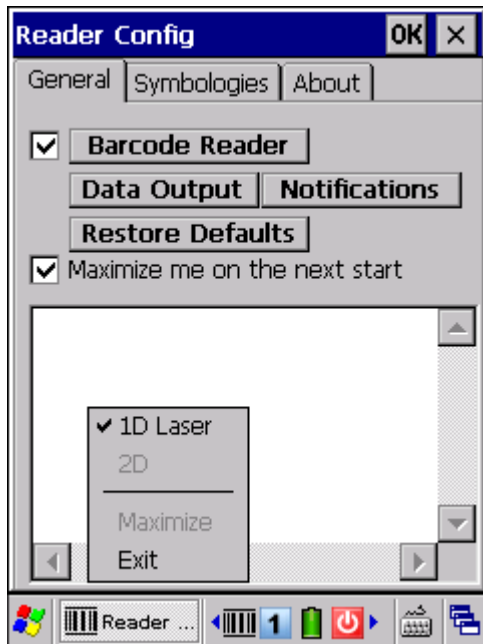 Reader Config OK
General Symbologies About
Barcode Reader
Data Output Notifications
Restore Defaults
Maximize me on the next start
1D Laser
2D
Maximize
Exit
Reader ... 1